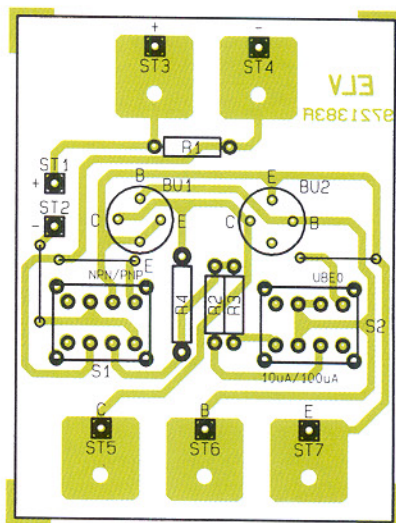 + -
ST3 ST4
ELV
9721383A
R1
ST1
+
ST2
-
B E
BU1 BU2
C E C B
E
NPN/PNP UBE0
R4 R2 R3
S1 S2
10uA/100uA
C B E
ST5 ST6 ST7